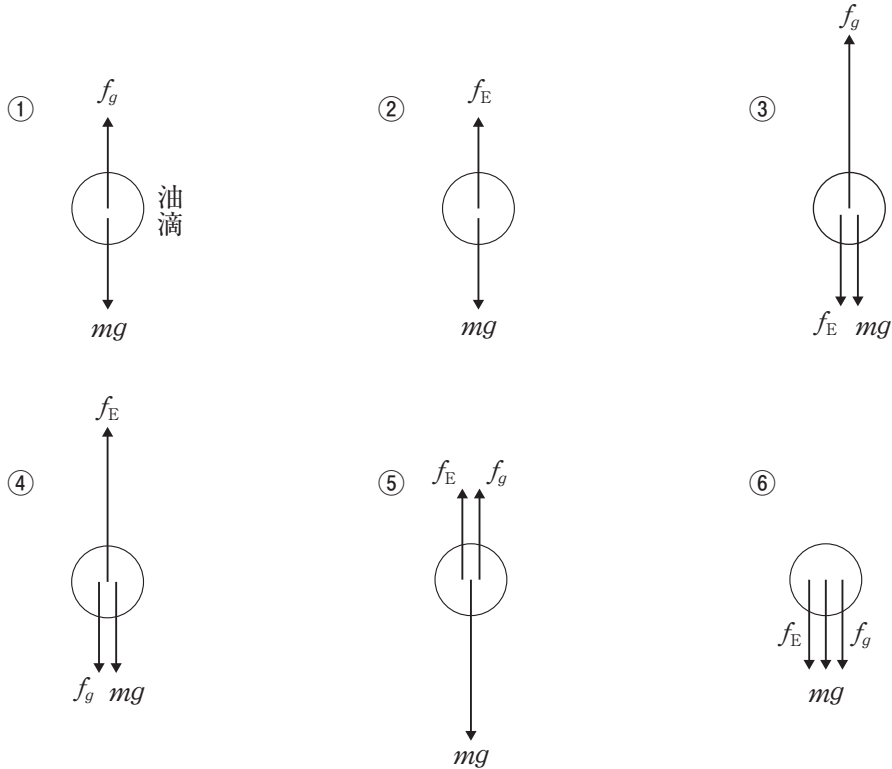 ① f_g 油滴 mg
② f_E mg
③ f_g f_E mg
④ f_E f_g mg
⑤ f_E f_g mg
⑥ f_E f_g mg